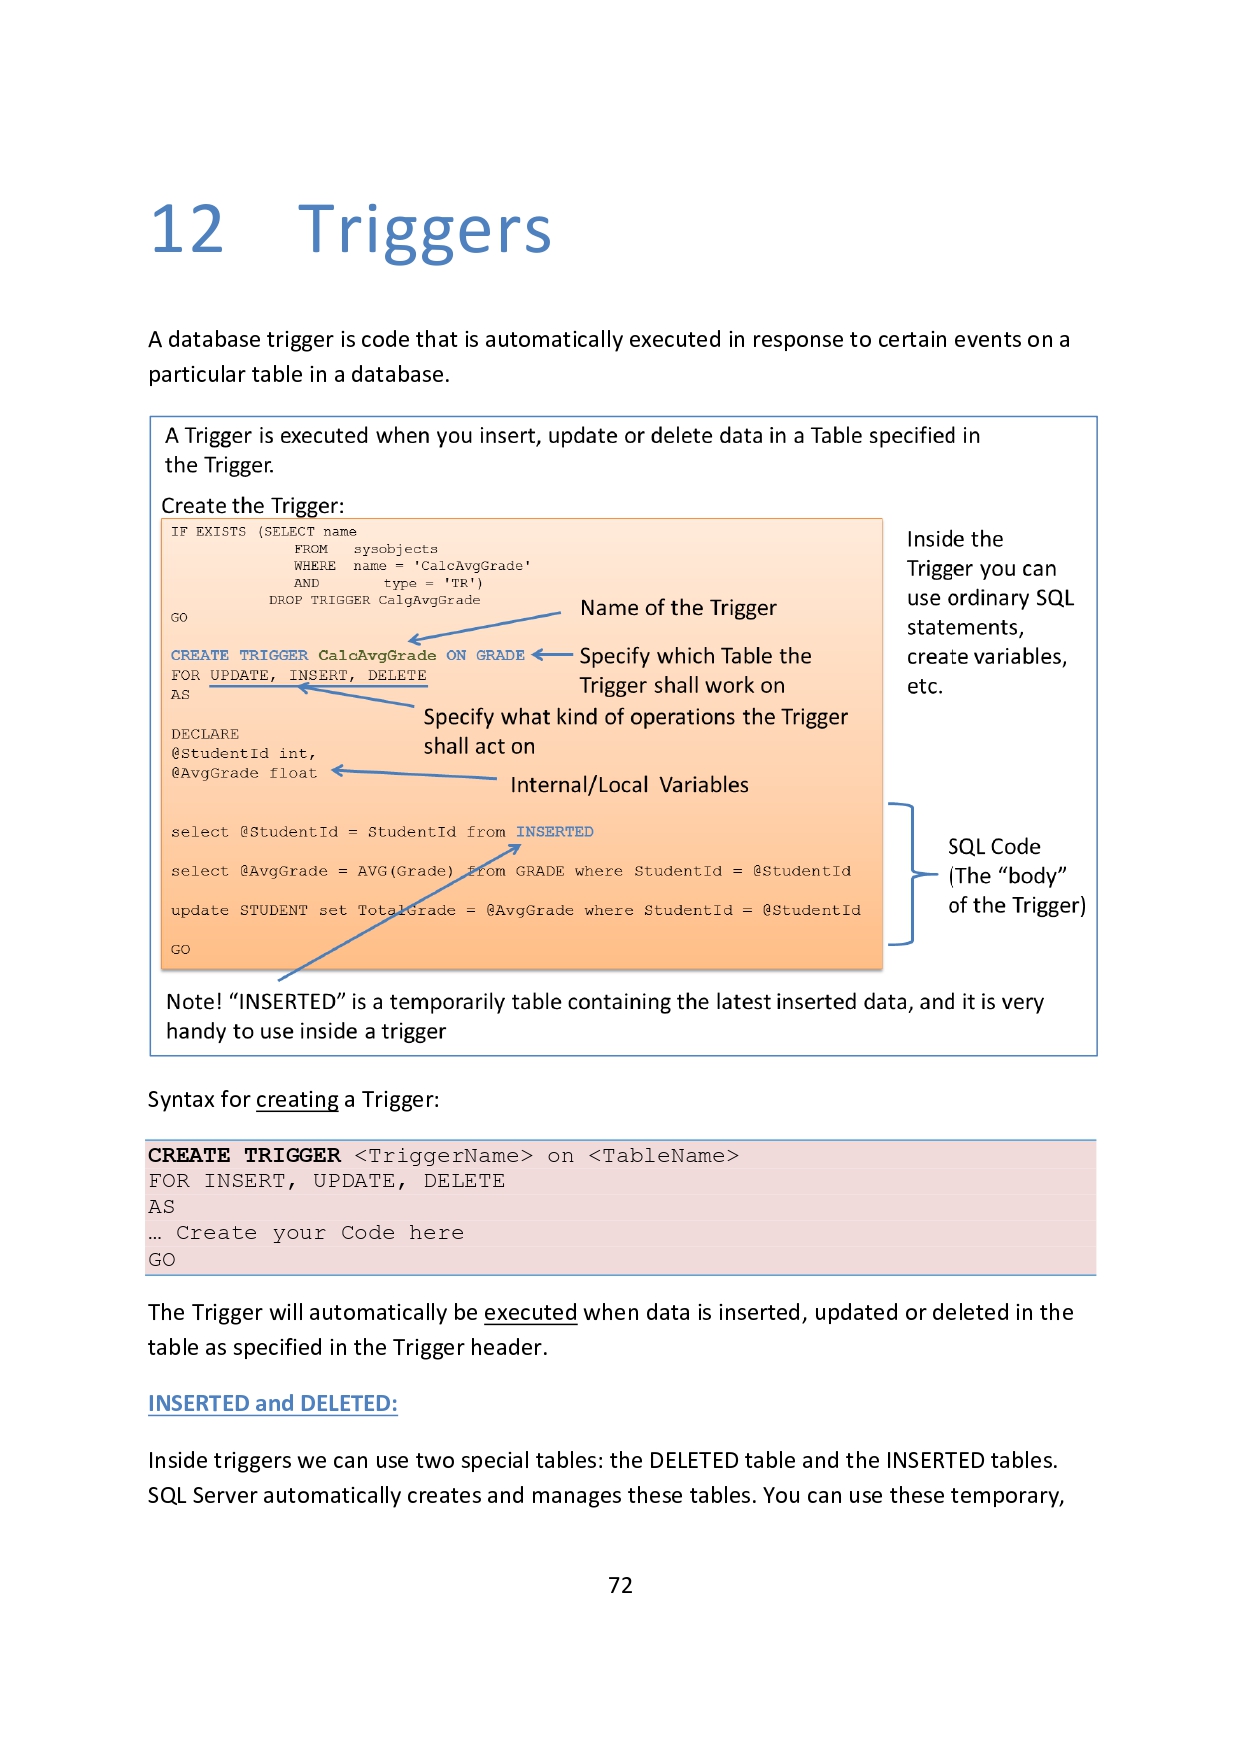 12 Triggers
A database trigger is code that is automatically executed in response to certain events on a
particular table in a database.
A Trigger is executed when you insert, update or delete data in a Table specified in
the Trigger.
Create the Trigger:
IF EXISTS (SELECT name
FROM sysobjects
WHERE name = 'CalcAvgGrade'
AND type = 'TR')
DROP TRIGGER CalgAvgGrade
GO
Name of the Trigger
CREATE TRIGGER CalcAvgGrade ON GRADE
FOR UPDATE, INSERT, DELETE
AS
Specify which Table the
Trigger shall work on
Specify what kind of operations the Trigger
shall act on
DECLARE
@StudentId int,
@AvgGrade float
Internal/Local Variables
select @StudentId = StudentId from INSERTED
select @AvgGrade = AVG(Grade) from GRADE where StudentId = @StudentId
update STUDENT set TotalGrade = @AvgGrade where StudentId = @StudentId
GO
Inside the
Trigger you can
use ordinary SQL
statements,
create variables,
etc.
SQL Code
(The “body”
of the Trigger)
Note! “INSERTED” is a temporarily table containing the latest inserted data, and it is very
handy to use inside a trigger
Syntax for creating a Trigger:
CREATE TRIGGER <TriggerName> on <TableName>
FOR INSERT, UPDATE, DELETE
AS
… Create your Code here
GO
The Trigger will automatically be executed when data is inserted, updated or deleted in the
table as specified in the Trigger header.
INSERTED and DELETED:
Inside triggers we can use two special tables: the DELETED table and the INSERTED tables.
SQL Server automatically creates and manages these tables. You can use these temporary,
72